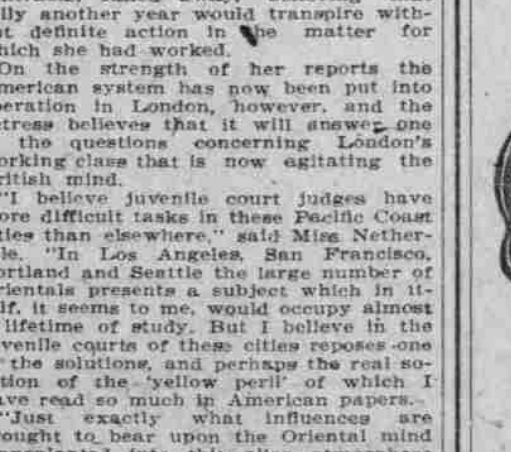 ily another year would transpire with-
t definite action in the matter for
hich she had worked.
On the strength of her reports the
merican system has now been put into
peration in London, however, and the
ctress believes that it will answer one
the questions concerning London's
orking class that is now agitating the
ritish mind.
"I believe juvenile court judges have
ore difficult tasks in these Pacific Coast
ties than elsewhere," said Miss Nether-
le. "In Los Angeles, San Francisco,
ortland and Seattle the large number of
rientals presents a subject which in it-
lf, it seems to me, would occupy almost
lifetime of study. But I believe in the
venile courts of these cities reposes one
the solutions, and perhaps the real so-
tion of the 'yellow peril' of which I
ave read so much in American papers.
"Just exactly what influences are
rought to bear upon the Oriental mind